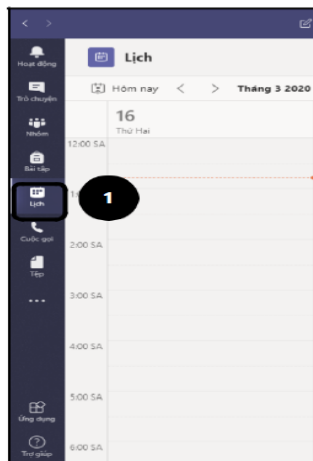 Hoạt động
Trò chuyện
Nhóm
Bài tập
Lịch
Cuộc gọi
Tệp
Ứng dụng
Trợ giúp
Lịch
Hôm nay
Tháng 3 2020
16
Thứ Hai
12:00 SA
1
2:00 SA
3:00 SA
4:00 SA
5:00 SA
6:00 SA